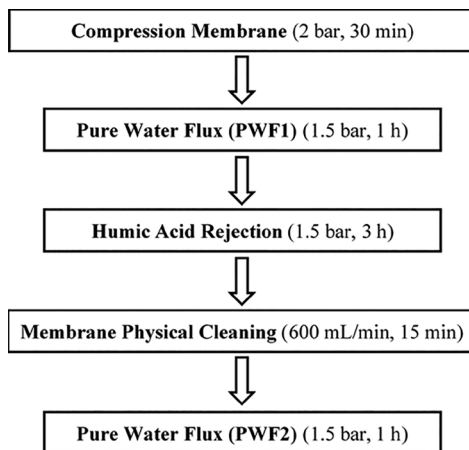 Compression Membrane (2 bar, 30 min)
Pure Water Flux (PWF1) (1.5 bar, 1 h)
Humic Acid Rejection (1.5 bar, 3 h)
Membrane Physical Cleaning (600 mL/min, 15 min)
Pure Water Flux (PWF2) (1.5 bar, 1 h)